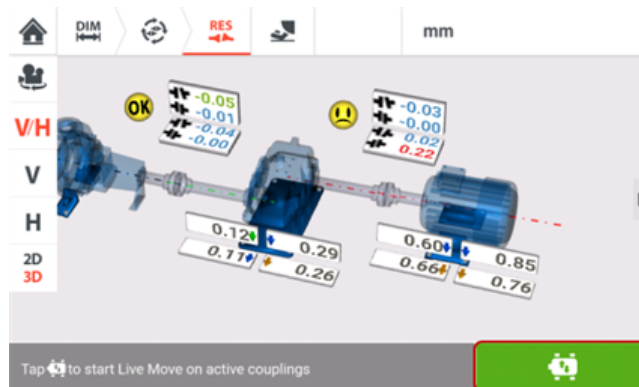 DIM
RES
mm
V/H
V
H
2D
3D
OK
-0.05
-0.01
-0.04
-0.00
-0.03
-0.00
0.02
0.22
0.12
0.29
0.11
0.26
0.60
0.85
0.66
0.76
Tap to start Live Move on active couplings